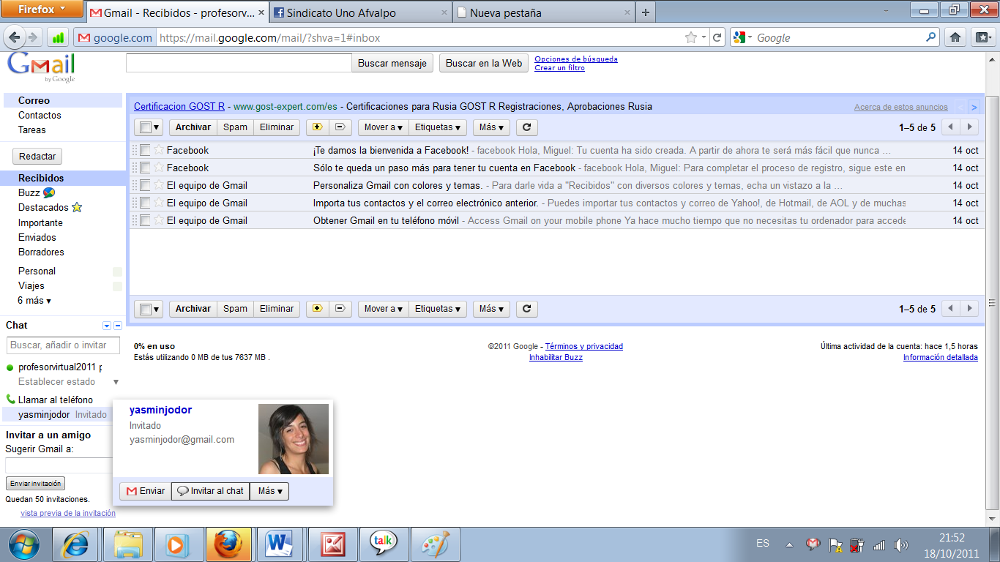 Firefox
Gmail - Recibidos - profesorv...
Sindicato Uno Afvalpo
Nueva pestaña
google.com
https://mail.google.com/mail/?shva=1#inbox
Google
Gmail
by Google
Buscar mensaje
Buscar en la Web
Opciones de búsqueda
Crear un filtro
Correo
Contactos
Tareas
Redactar
Recibidos
Buzz
Destacados
Importante
Enviados
Borradores
Personal
Viajes
6 más
Certificacion GOST R - www.gost-expert.com/es - Certificaciones para Rusia GOST R Registraciones, Aprobaciones Rusia
Acerca de estos anuncios < >
Archivar Spam Eliminar Mover a Etiquetas Más 1–5 de 5
Facebook ¡Te damos la bienvenida a Facebook! - facebook Hola, Miguel: Tu cuenta ha sido creada. A partir de ahora te será más fácil que nunca ... 14 oct
Facebook Sólo te queda un paso más para tener tu cuenta en Facebook - facebook Hola, Miguel: Para completar el proceso de registro, sigue este en 14 oct
El equipo de Gmail Personaliza Gmail con colores y temas. - Para darle vida a "Recibidos" con diversos colores y temas, echa un vistazo a la ... 14 oct
El equipo de Gmail Importa tus contactos y el correo electrónico anterior. - Puedes importar tus contactos y correo de Yahoo!, de Hotmail, de AOL y de muchas 14 oct
El equipo de Gmail Obtener Gmail en tu teléfono móvil - Access Gmail on your mobile phone Ya hace mucho tiempo que no necesitas tu ordenador para accede 14 oct
Archivar Spam Eliminar Mover a Etiquetas Más 1–5 de 5
0% en uso
Estás utilizando 0 MB de tus 7637 MB .
©2011 Google - Términos y privacidad
Inhabilitar Buzz
Última actividad de la cuenta: hace 1,5 horas
Información detallada
Chat
Buscar, añadir o invitar
profesorvirtual2011 p
Establecer estado
Llamar al teléfono
yasminjodor Invitado
Invitar a un amigo
Sugerir Gmail a:
Enviar invitación
Quedan 50 invitaciones.
vista previa de la invitación
yasminjodor
Invitado
yasminjodor@gmail.com
Enviar
Invitar al chat
Más
talk
ES
21:52
18/10/2011